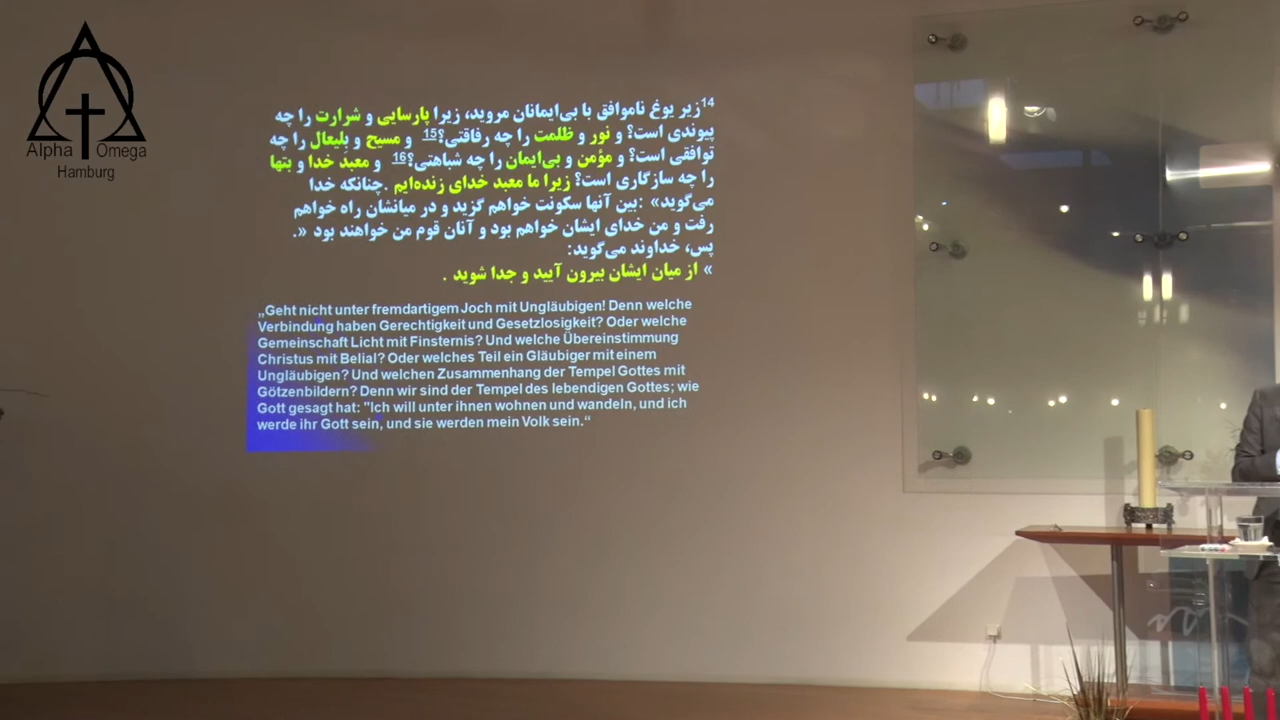 Alpha Omega
Hamburg
14زیر یوغ ناموافق با بی‌ایمانان مروید، زیرا پارسایی و شرارت را چه
پیوندی است؟ و نور و ظلمت را چه رفاقتی؟15 و مسیح و بلیعال را چه
توافقی است؟ و مؤمن و بی‌ایمان را چه شباهتی؟16 و معبد خدا و بتها
را چه سازگاری است؟ زیرا ما معبد خدای زنده‌ایم .چنانکه خدا
می‌گوید» :بین آنها سکونت خواهم گزید و در میانشان راه خواهم
رفت و من خدای ایشان خواهم بود و آنان قوم من خواهند بود «.
پس، خداوند می‌گوید:
» از میان ایشان بیرون آیید و جدا شوید .
„Geht nicht unter fremdartigem Joch mit Ungläubigen! Denn welche
Verbindung haben Gerechtigkeit und Gesetzlosigkeit? Oder welche
Gemeinschaft Licht mit Finsternis? Und welche Übereinstimmung
Christus mit Belial? Oder welches Teil ein Gläubiger mit einem
Ungläubigen? Und welchen Zusammenhang der Tempel Gottes mit
Götzenbildern? Denn wir sind der Tempel des lebendigen Gottes; wie
Gott gesagt hat: "Ich will unter ihnen wohnen und wandeln, und ich
werde ihr Gott sein, und sie werden mein Volk sein.“